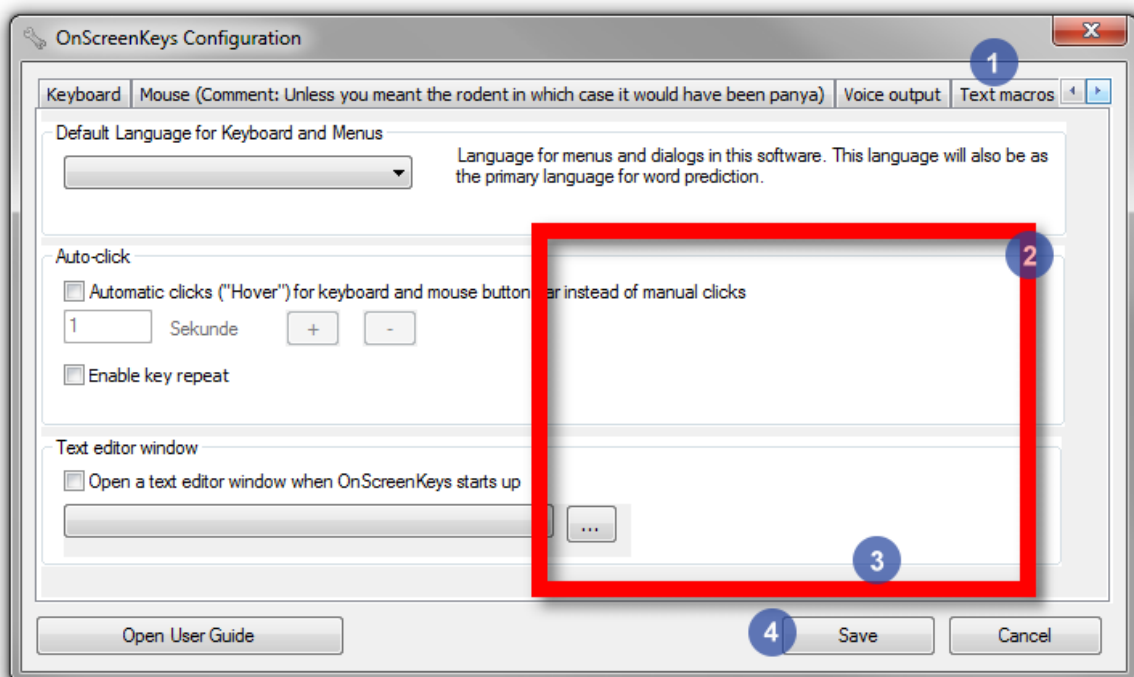 OnScreenKeys Configuration
1
Keyboard Mouse (Comment: Unless you meant the rodent in which case it would have been panya) Voice output Text macros
Default Language for Keyboard and Menus
Language for menus and dialogs in this software. This language will also be as
the primary language for word prediction.
2
Auto-click
Automatic clicks ("Hover") for keyboard and mouse button ar instead of manual clicks
1 Sekunde + -
Enable key repeat
Text editor window
Open a text editor window when OnScreenKeys starts up
...
3
Open User Guide 4 Save Cancel